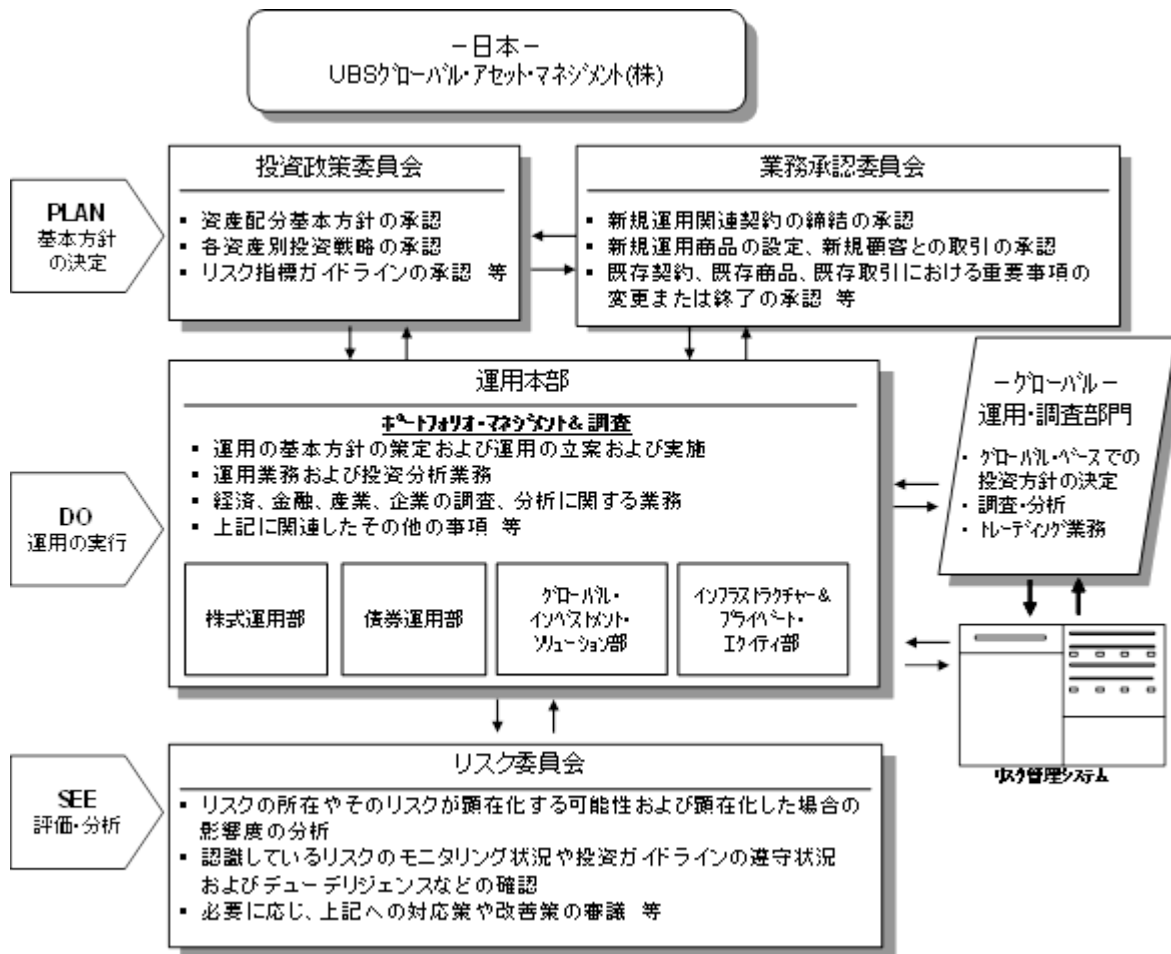 －日本－
UBSグローバル・アセット・マネジメント(株)
投資政策委員会
▪ 資産配分基本方針の承認
▪ 各資産別投資戦略の承認
▪ リスク指標ガイドラインの承認 等
業務承認委員会
▪ 新規運用関連契約の締結の承認
▪ 新規運用商品の設定、新規顧客との取引の承認
▪ 既存契約、既存商品、既存取引における重要事項の
変更または終了の承認 等
PLAN
基本方針
の決定
運用本部
ポートフォリオ・マネジメント& 調査
▪ 運用の基本方針の策定および運用の立案および実施
▪ 運用業務および投資分析業務
▪ 経済、金融、産業、企業の調査、分析に関する業務
▪ 上記に関連したその他の事項 等
株式運用部
債券運用部
グローバル・
インベストメント・
ソリューション部
インフラストラクチャー&
プライベート・
エクイティ部
DO
運用の実行
－グローバル－
運用・調査部門
▪ グローバル・ベースでの
投資方針の決定
▪ 調査・分析
▪ トレーディング業務
リスク管理システム
SEE
評価・分析
リスク委員会
▪ リスクの所在やそのリスクが顕在化する可能性および顕在化した場合の
影響度の分析
▪ 認識しているリスクのモニタリング状況や投資ガイドラインの遵守状況
およびデューデリジェンスなどの確認
▪ 必要に応じ、上記への対応策や改善策の審議 等